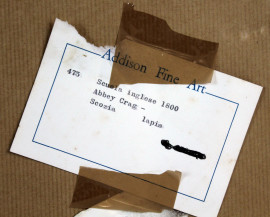 Addison Fine Art
475 Scuola inglese 1800
Abbey Crag -
Scozia lapis